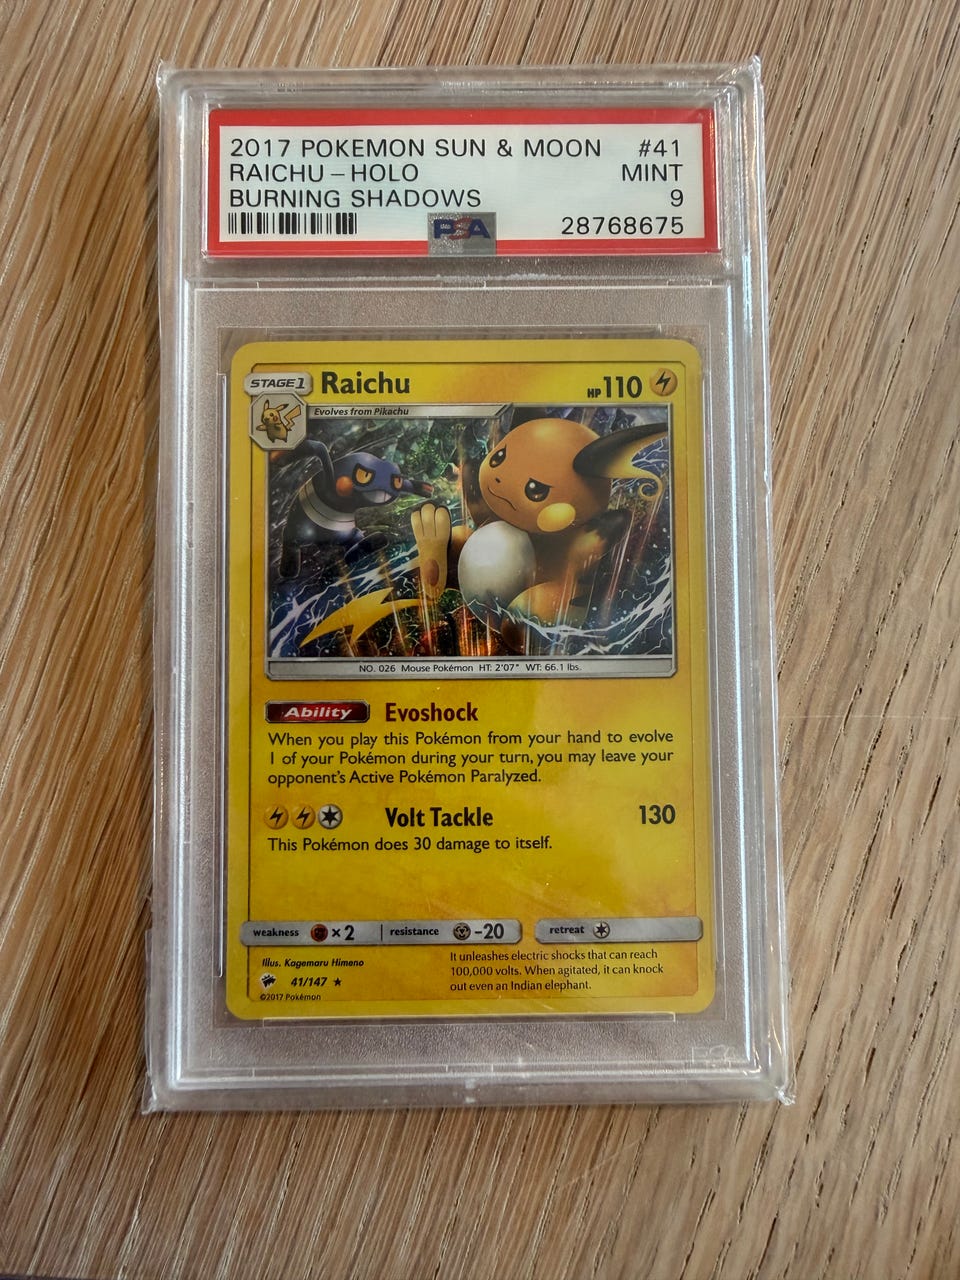 2017 POKEMON SUN & MOON #41
RAICHU-HOLO MINT
BURNING SHADOWS 9
PSA 28768675
STAGE 1 Raichu HP 110
Evolves from Pikachu
NO. 026 Mouse Pokémon HT: 2'07" WT: 66.1 lbs.
Ability Evoshock
When you play this Pokémon from your hand to evolve
1 of your Pokémon during your turn, you may leave your
opponent's Active Pokémon Paralyzed.
Volt Tackle 130
This Pokémon does 30 damage to itself.
weakness ×2 resistance -20 retreat
Illus. Kagemaru Himeno
41/147 ★
©2017 Pokémon
It unleashes electric shocks that can reach
100,000 volts. When agitated, it can knock
out even an Indian elephant.